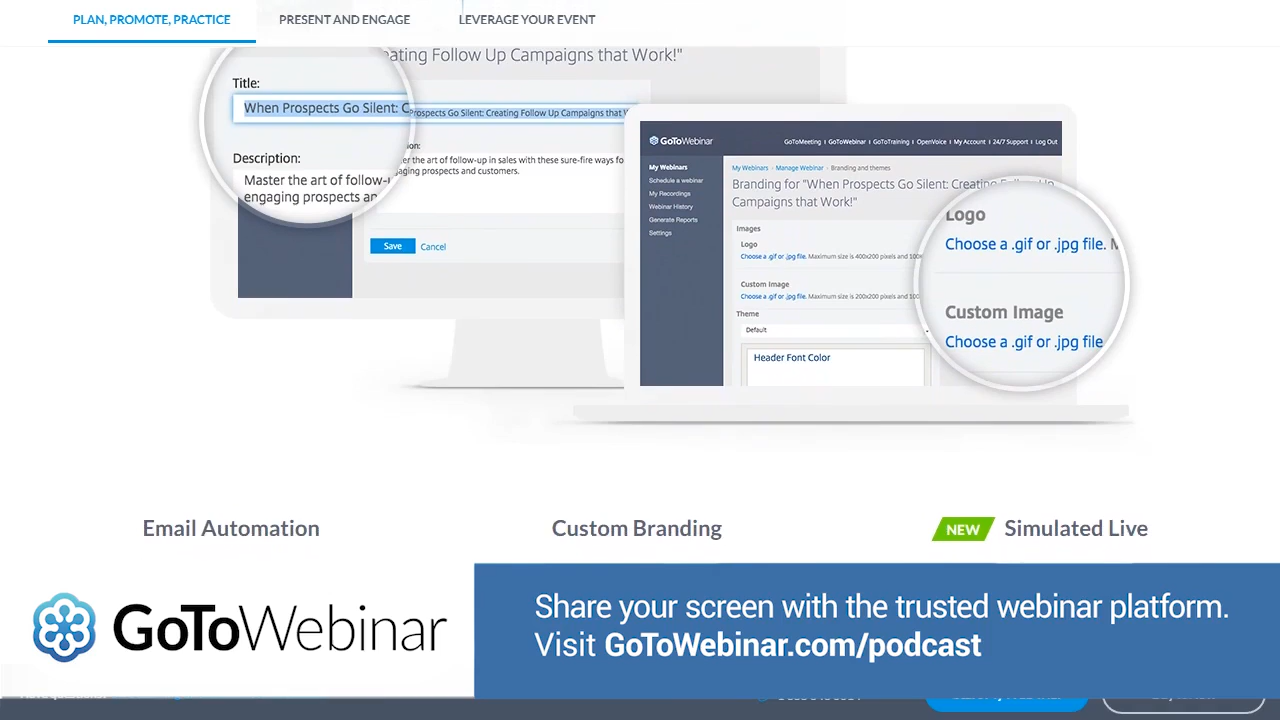 PLAN, PROMOTE, PRACTICE
PRESENT AND ENGAGE
LEVERAGE YOUR EVENT
eating Follow Up Campaigns that Work!"
Title:
When Prospects Go Silent: C
Prospects Go Silent: Creating Follow Up Campaigns that
Description:
Master the art of follow-
engaging prospects an
ter the art of follow-up in sales with these sure-fire ways fo
gaging prospects and customers.
Save
Cancel
GoToWebinar
GoToMeeting | GoToWebinar | GoToTraining | OpenVoice | My Account | 24/7 Support | Log Out
My Webinars
Schedule a webinar
My Recordings
Webinar History
Generate Reports
Settings
My Webinars › Manage Webinar › Branding and themes
Branding for "When Prospects Go Silent: Creating Follow Up
Campaigns that Work!"
Images
Logo
Choose a .gif or .jpg file. Maximum size is 400x200 pixels and 100
Custom Image
Choose a .gif or .jpg file. Maximum size is 200x200 pixels and 100
Theme
Default
Header Font Color
Logo
Choose a .gif or .jpg file. M
Custom Image
Choose a .gif or .jpg file
Email Automation
Custom Branding
NEW Simulated Live
GoToWebinar
Share your screen with the trusted webinar platform.
Visit GoToWebinar.com/podcast